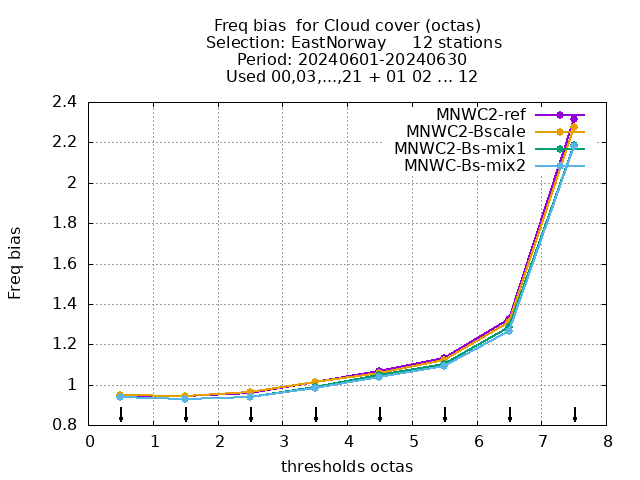 Freq bias  for Cloud cover (octas)
Selection: EastNorway     12 stations
Period: 20240601-20240630
Used 00,03,...,21 + 01 02 ... 12
MNWC2-ref
MNWC2-Bscale
MNWC2-Bs-mix1
MNWC-Bs-mix2
Freq bias
2.4
2.2
2
1.8
1.6
1.4
1.2
1
0.8
0 1 2 3 4 5 6 7 8
thresholds octas